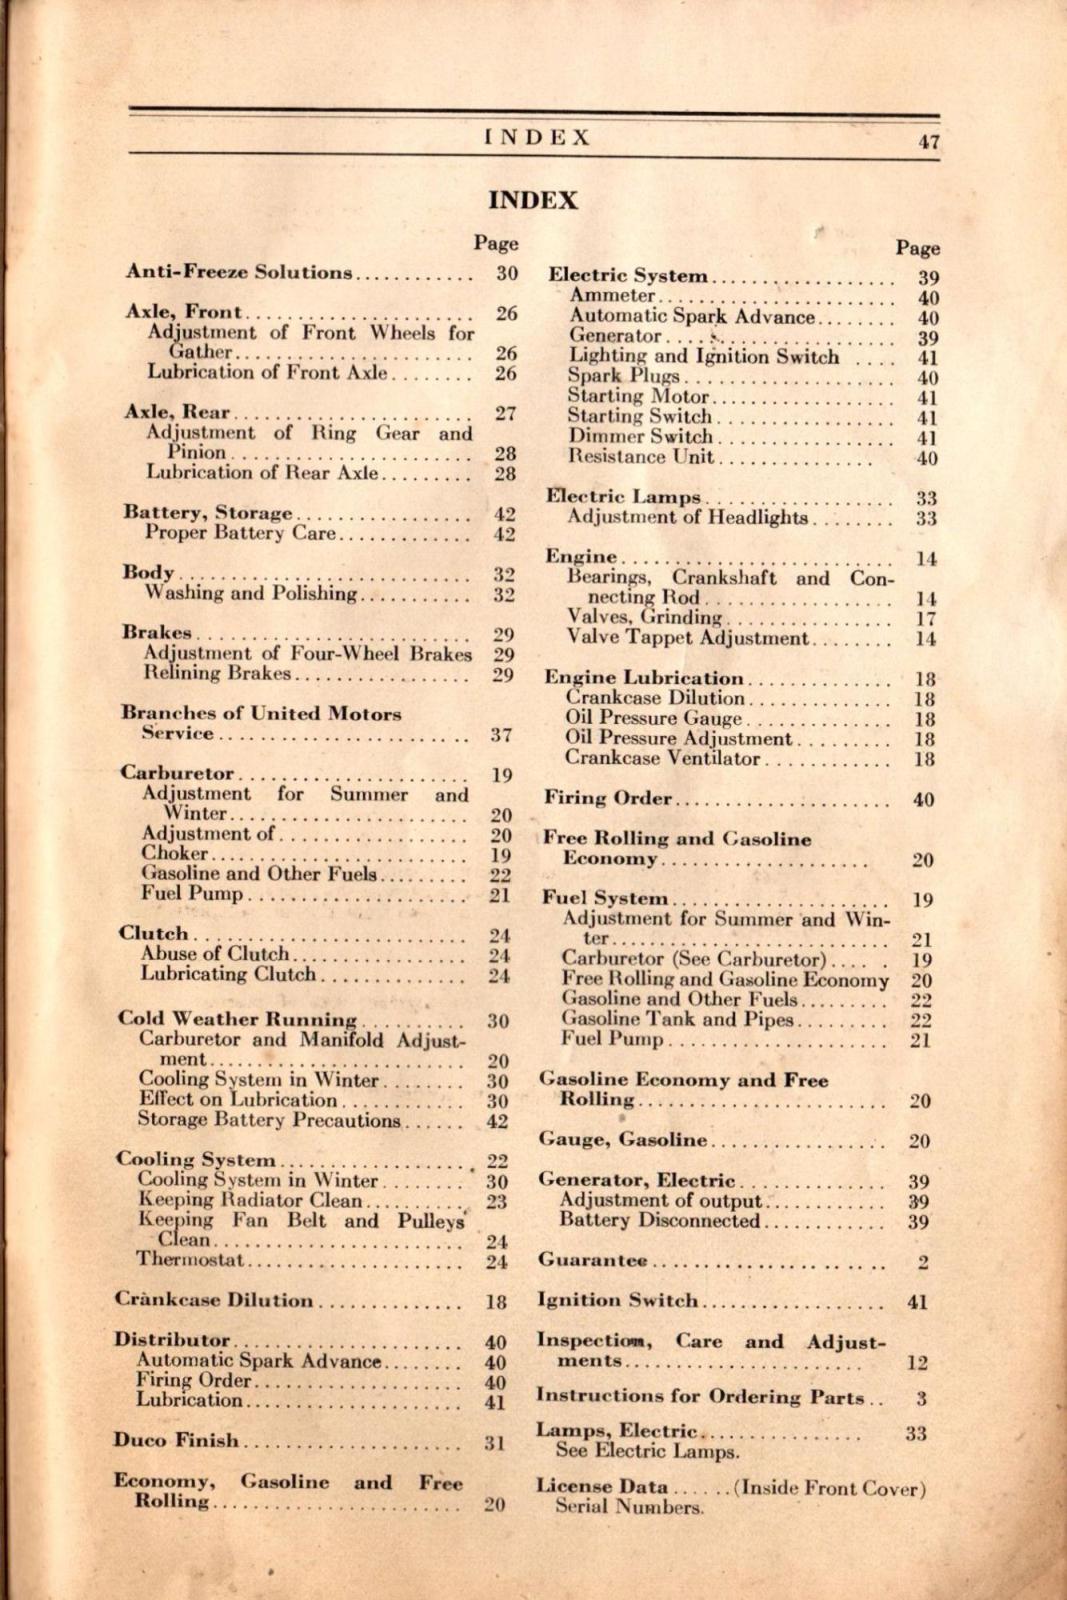 INDEX 47
INDEX
Page
Anti-Freeze Solutions............ 30
Axle, Front...................... 26
Adjustment of Front Wheels for
Gather....................... 26
Lubrication of Front Axle........ 26
Axle, Rear....................... 27
Adjustment of Ring Gear and
Pinion....................... 28
Lubrication of Rear Axle......... 28
Battery, Storage................. 42
Proper Battery Care............. 42
Body............................ 32
Washing and Polishing........... 32
Brakes.......................... 29
Adjustment of Four-Wheel Brakes 29
Relining Brakes................. 29
Branches of United Motors
Service........................ 37
Carburetor...................... 19
Adjustment for Summer and
Winter....................... 20
Adjustment of................... 20
Choker......................... 19
Gasoline and Other Fuels......... 22
Fuel Pump...................... 21
Clutch.......................... 24
Abuse of Clutch................. 24
Lubricating Clutch.............. 24
Cold Weather Running.......... 30
Carburetor and Manifold Adjust-
ment......................... 20
Cooling System in Winter........ 30
Effect on Lubrication............ 30
Storage Battery Precautions...... 42
Cooling System................... 22
Cooling System in Winter........ 30
Keeping Radiator Clean.......... 23
Keeping Fan Belt and Pulleys
Clean........................ 24
Thermostat..................... 24
Crankcase Dilution.............. 18
Distributor...................... 40
Automatic Spark Advance........ 40
Firing Order.................... 40
Lubrication..................... 41
Duco Finish..................... 31
Economy, Gasoline and Free
Rolling........................ 20
Page
Electric System.................. 39
Ammeter....................... 40
Automatic Spark Advance........ 40
Generator...................... 39
Lighting and Ignition Switch .... 41
Spark Plugs.................... 40
Starting Motor.................. 41
Starting Switch................. 41
Dimmer Switch................. 41
Resistance Unit............... 40
Electric Lamps.................. 33
Adjustment of Headlights........ 33
Engine.......................... 14
Bearings, Crankshaft and Con-
necting Rod.................. 14
Valves, Grinding................ 17
Valve Tappet Adjustment........ 14
Engine Lubrication.............. 18
Crankcase Dilution.............. 18
Oil Pressure Gauge.............. 18
Oil Pressure Adjustment......... 18
Crankcase Ventilator............ 18
Firing Order..................... 40
Free Rolling and Gasoline
Economy.................... 20
Fuel System..................... 19
Adjustment for Summer and Win-
ter........................... 21
Carburetor (See Carburetor).... . 19
Free Rolling and Gasoline Economy 20
Gasoline and Other Fuels......... 22
Gasoline Tank and Pipes......... 22
Fuel Pump...................... 21
Gasoline Economy and Free
Rolling........................ 20
Gauge, Gasoline................. 20
Generator, Electric.............. 39
Adjustment of output............ 39
Battery Disconnected............ 39
Guarantee....................... 2
Ignition Switch.................. 41
Inspection, Care and Adjust-
ments....................... 12
Instructions for Ordering Parts.. 3
Lamps, Electric................ 33
See Electric Lamps.
License Data......(Inside Front Cover)
Serial Numbers.